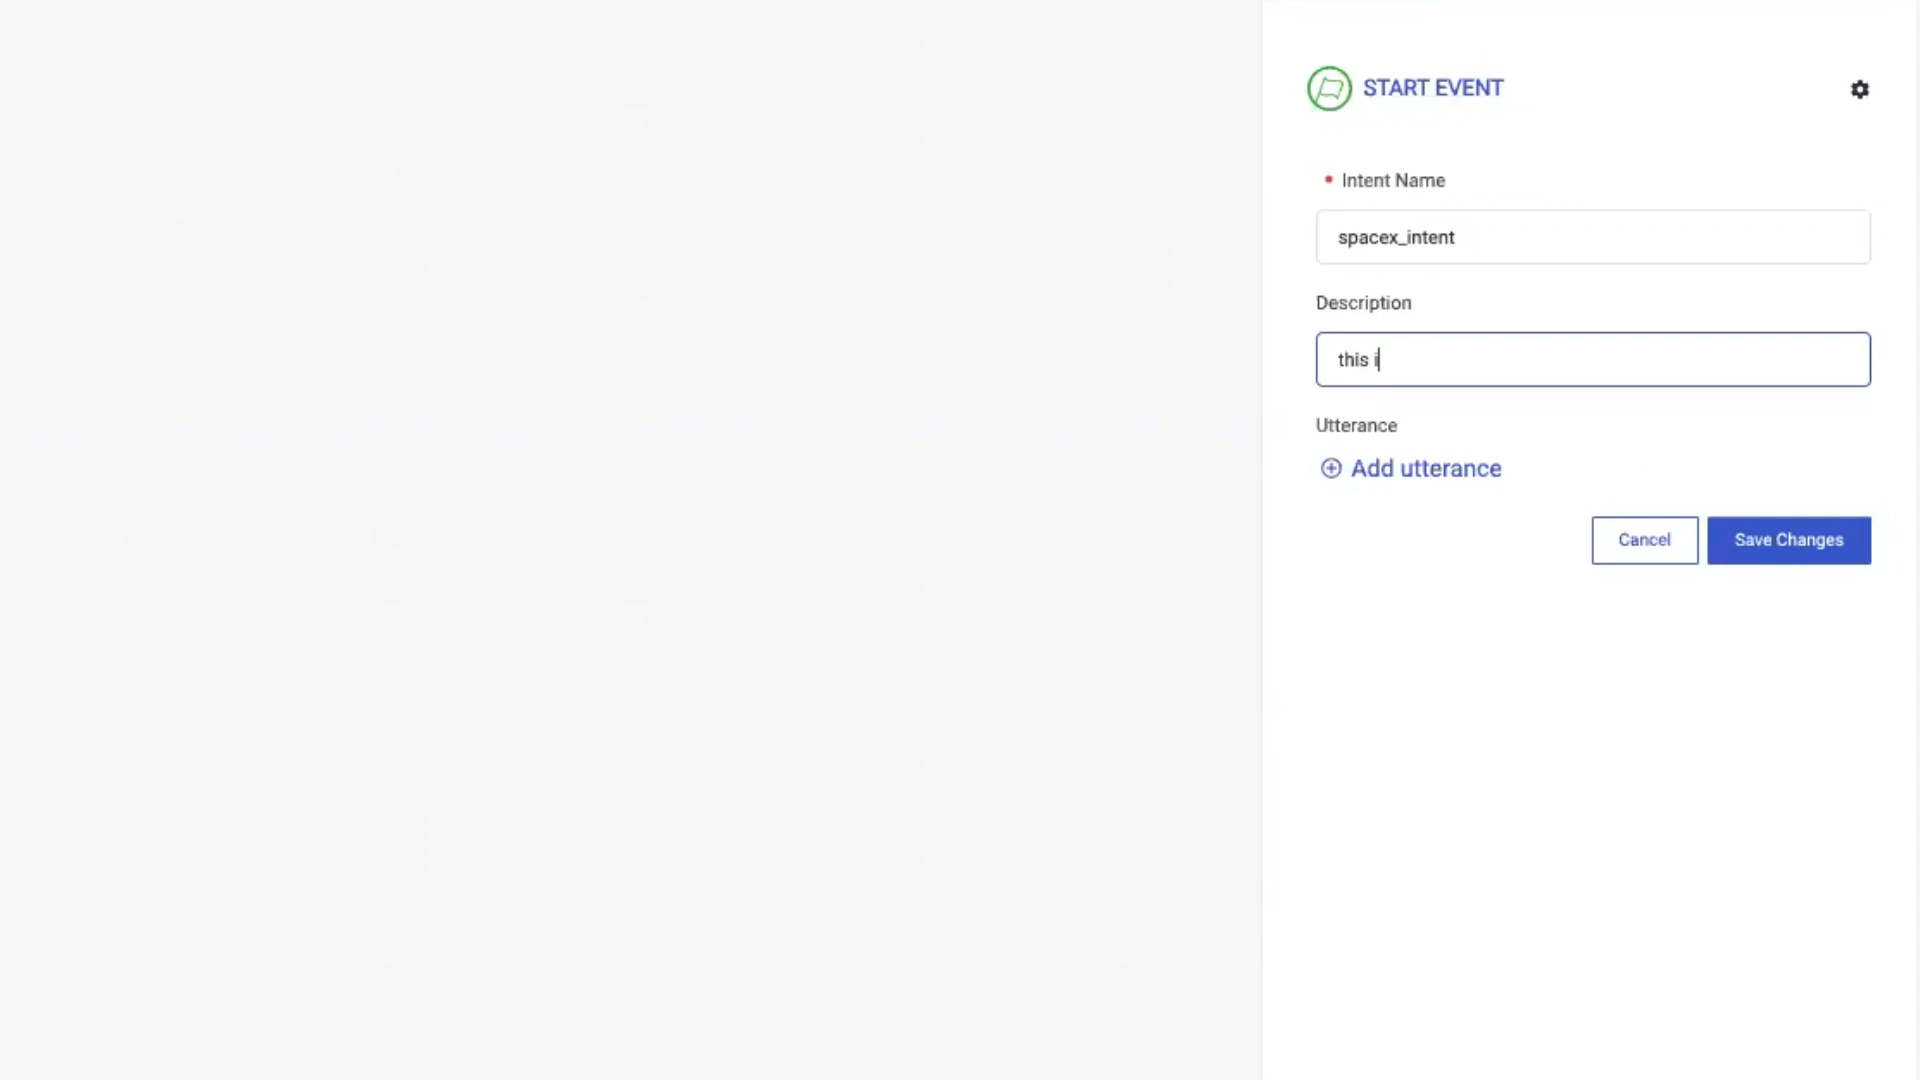 START EVENT
Intent Name
spacex_intent
Description
this i
Utterance
Add utterance
Cancel
Save Changes